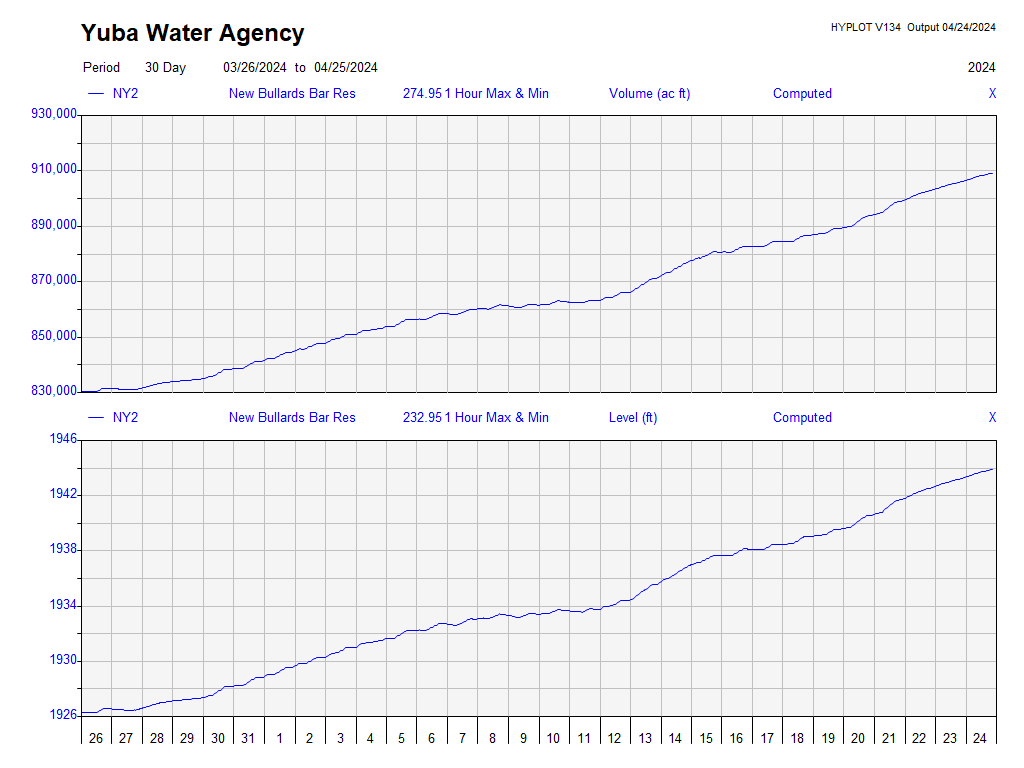 Yuba Water Agency
HYPLOT V134 Output 04/24/2024
Period 30 Day 03/26/2024 to 04/25/2024 2024
NY2 New Bullards Bar Res 274.95 1 Hour Max & Min Volume (ac ft) Computed X
930,000
910,000
890,000
870,000
850,000
830,000
NY2 New Bullards Bar Res 232.95 1 Hour Max & Min Level (ft) Computed X
1946
1942
1938
1934
1930
1926
26 27 28 29 30 31 1 2 3 4 5 6 7 8 9 10 11 12 13 14 15 16 17 18 19 20 21 22 23 24